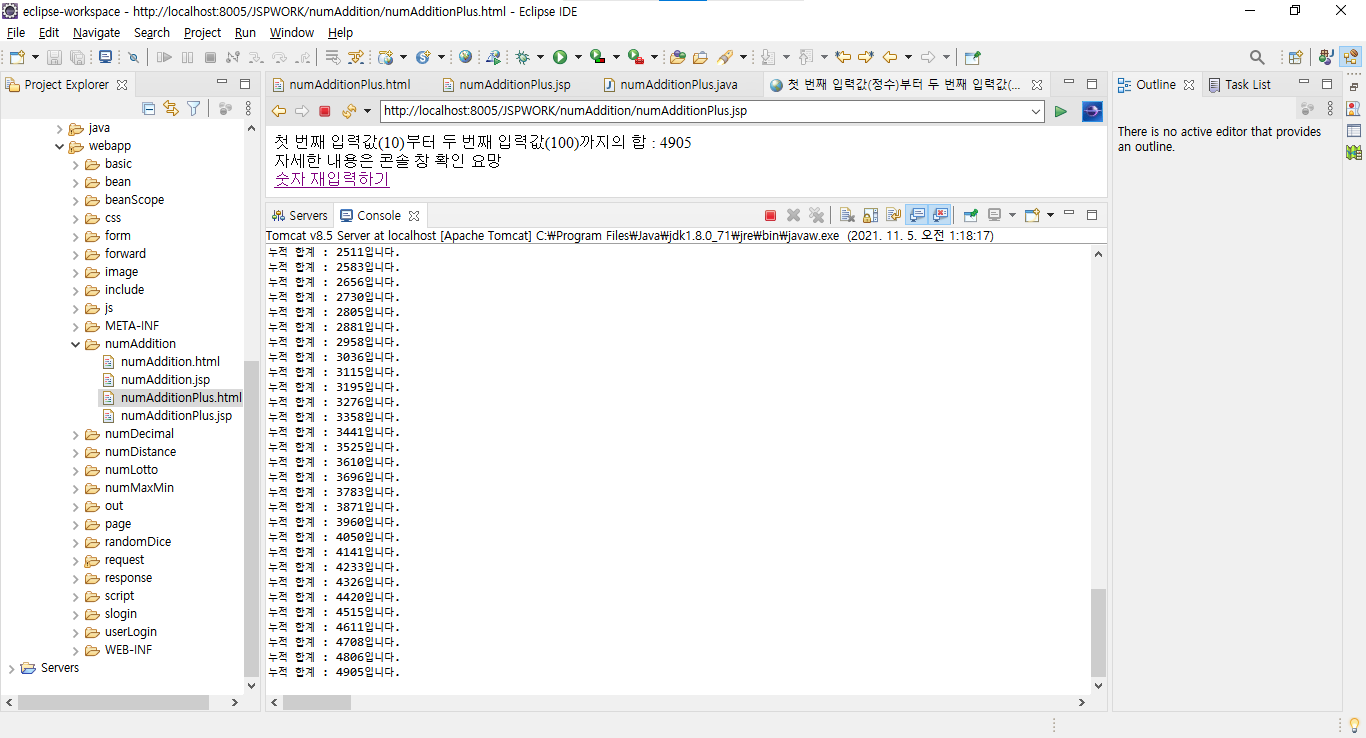 eclipse-workspace - http://localhost:8005/JSPWORK/numAddition/numAdditionPlus.html - Eclipse IDE
File Edit Navigate Search Project Run Window Help
Project Explorer
java
webapp
basic
bean
beanScope
css
form
forward
image
include
js
META-INF
numAddition
numAddition.html
numAddition.jsp
numAdditionPlus.html
numAdditionPlus.jsp
numDecimal
numDistance
numLotto
numMaxMin
out
page
randomDice
request
response
script
slogin
userLogin
WEB-INF
Servers
numAdditionPlus.html numAdditionPlus.jsp numAdditionPlus.java 첫 번째 입력값(정수)부터 두 번째 입력값(...
http://localhost:8005/JSPWORK/numAddition/numAdditionPlus.jsp
첫 번째 입력값(10)부터 두 번째 입력값(100)까지의 합 : 4905
자세한 내용은 콘솔 창 확인 요망
숫자 재입력하기
Servers Console
Tomcat v8.5 Server at localhost [Apache Tomcat] C:₩Program Files₩Java₩jdk1.8.0_71₩jre₩bin₩javaw.exe (2021. 11. 5. 오전 1:18:17)
누적 합계 : 2511입니다.
누적 합계 : 2583입니다.
누적 합계 : 2656입니다.
누적 합계 : 2730입니다.
누적 합계 : 2805입니다.
누적 합계 : 2881입니다.
누적 합계 : 2958입니다.
누적 합계 : 3036입니다.
누적 합계 : 3115입니다.
누적 합계 : 3195입니다.
누적 합계 : 3276입니다.
누적 합계 : 3358입니다.
누적 합계 : 3441입니다.
누적 합계 : 3525입니다.
누적 합계 : 3610입니다.
누적 합계 : 3696입니다.
누적 합계 : 3783입니다.
누적 합계 : 3871입니다.
누적 합계 : 3960입니다.
누적 합계 : 4050입니다.
누적 합계 : 4141입니다.
누적 합계 : 4233입니다.
누적 합계 : 4326입니다.
누적 합계 : 4420입니다.
누적 합계 : 4515입니다.
누적 합계 : 4611입니다.
누적 합계 : 4708입니다.
누적 합계 : 4806입니다.
누적 합계 : 4905입니다.
Outline Task List
There is no active editor that provides
an outline.